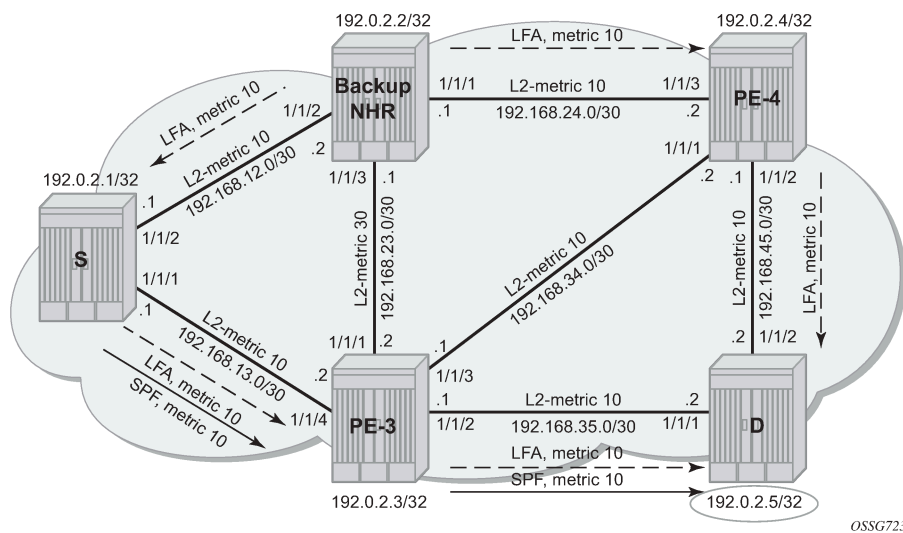 192.0.2.2/32
192.0.2.4/32
LFA, metric 10
Backup
NHR
PE-4
1/1/1
L2-metric 10
1/1/3
.1
192.168.24.0/30
.2
LFA, metric 10
1/1/2
L2-metric 10
.2
192.168.12.0/30
192.0.2.1/32
.1
1/1/2
S
1/1/1
.1
1/1/3
.1
L2-metric 30
192.168.23.0/30
1/1/1
.2
1/1/1
.2
.1
1/1/2
L2-metric 10
192.168.34.0/30
L2-metric 10
192.168.45.0/30
LFA, metric 10
L2-metric 10
192.168.13.0/30
LFA, metric 10
SPF, metric 10
.2
1/1/4
PE-3
.1
1/1/3
.1
1/1/2
L2-metric 10
192.168.35.0/30
.2
1/1/2
.2
1/1/1
D
LFA, metric 10
SPF, metric 10
192.0.2.3/32
192.0.2.5/32